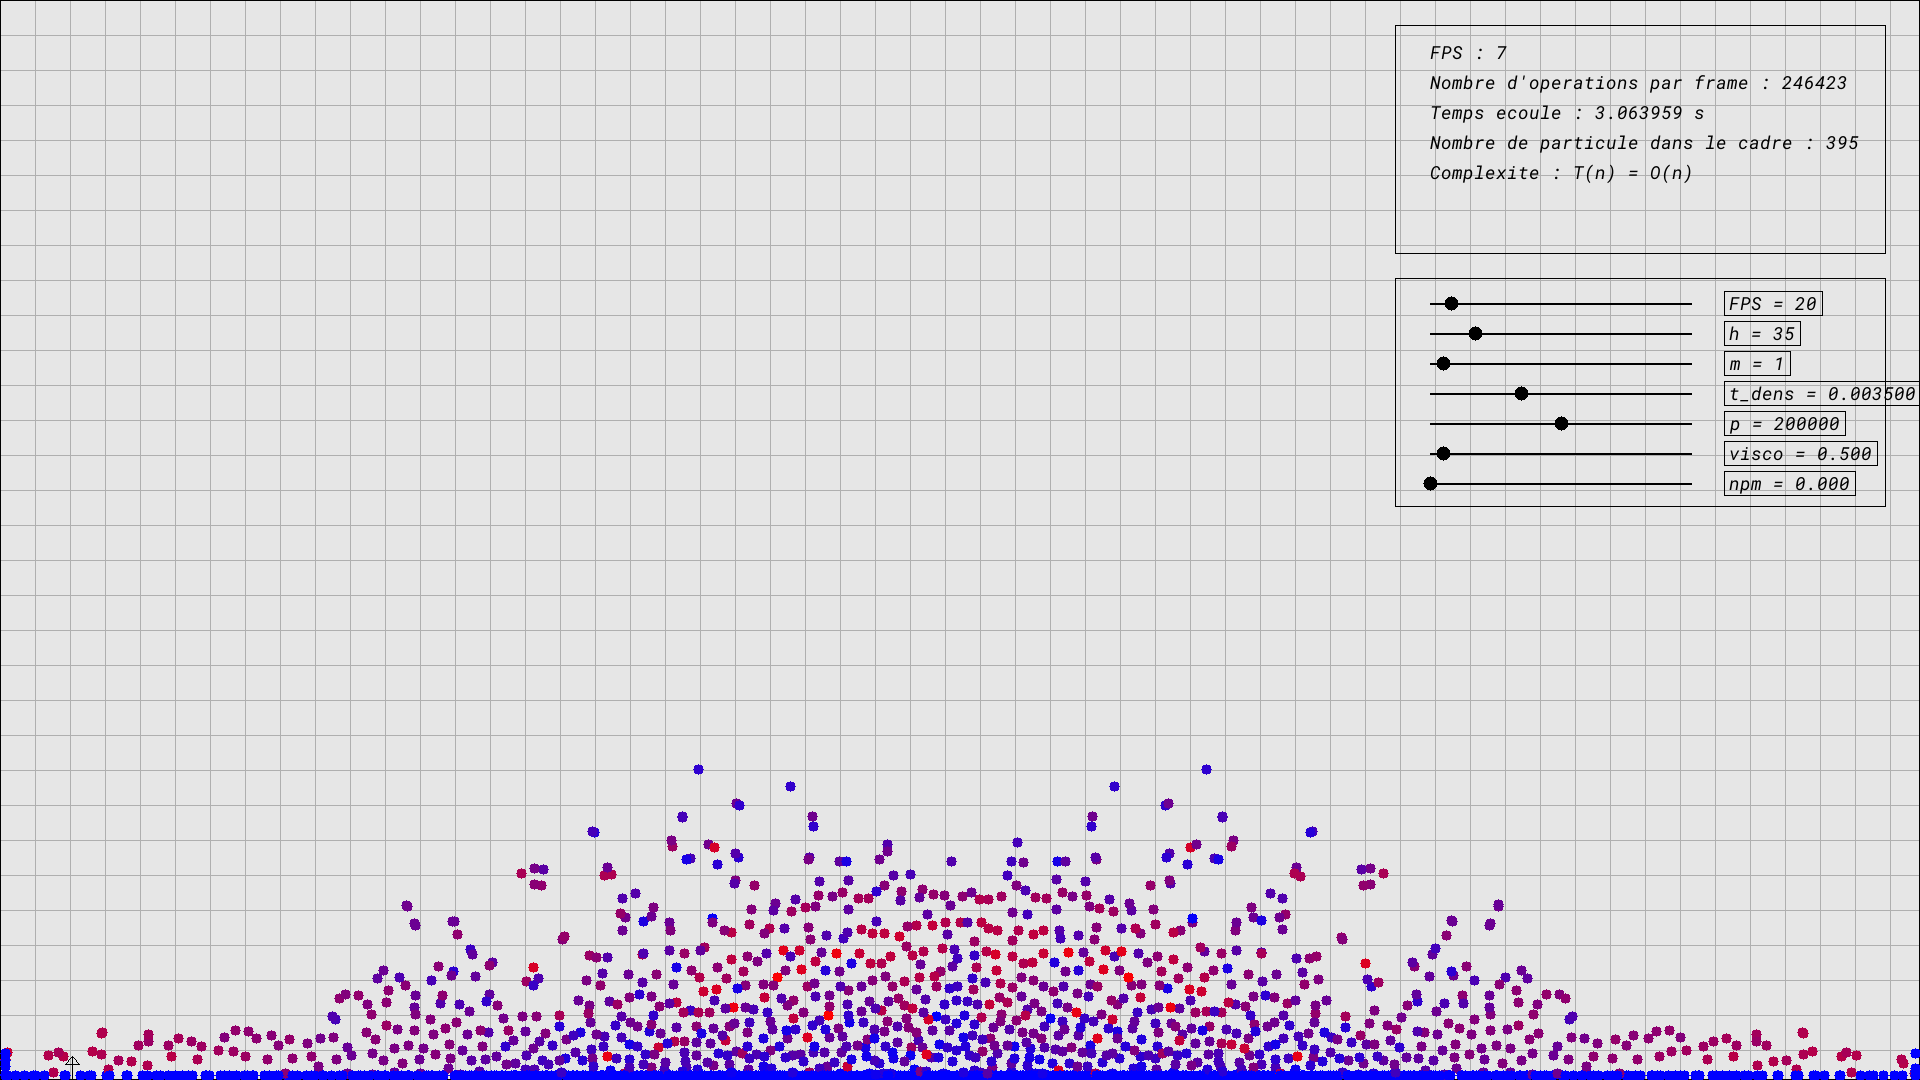 FPS : 7
Nombre d'operations par frame : 246423
Temps ecoule : 3.063959 s
Nombre de particule dans le cadre : 395
Complexite : T(n) = O(n)
FPS = 20
h = 35
m = 1
t_dens = 0.003500
p = 200000
visco = 0.500
npm = 0.000